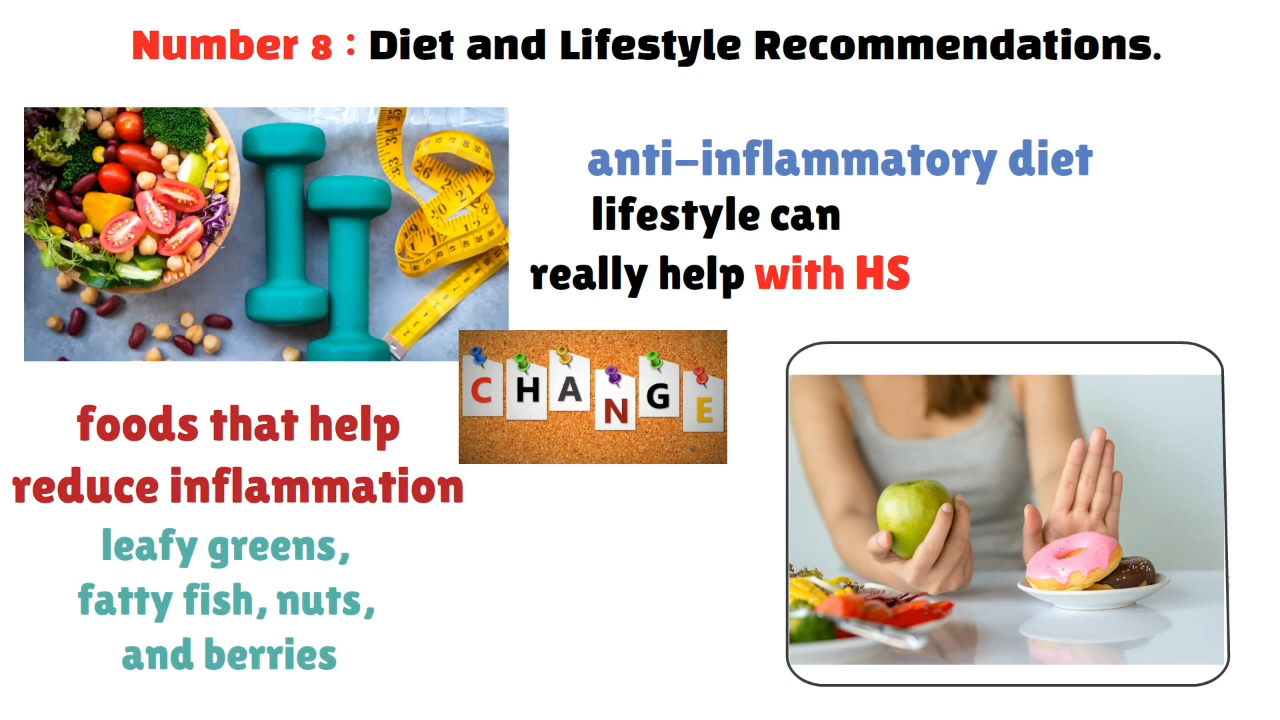 Number 8 : Diet and Lifestyle Recommendations.
anti-inflammatory diet
lifestyle can
really help with HS
CHANGE
foods that help
reduce inflammation
leafy greens,
fatty fish, nuts,
and berries